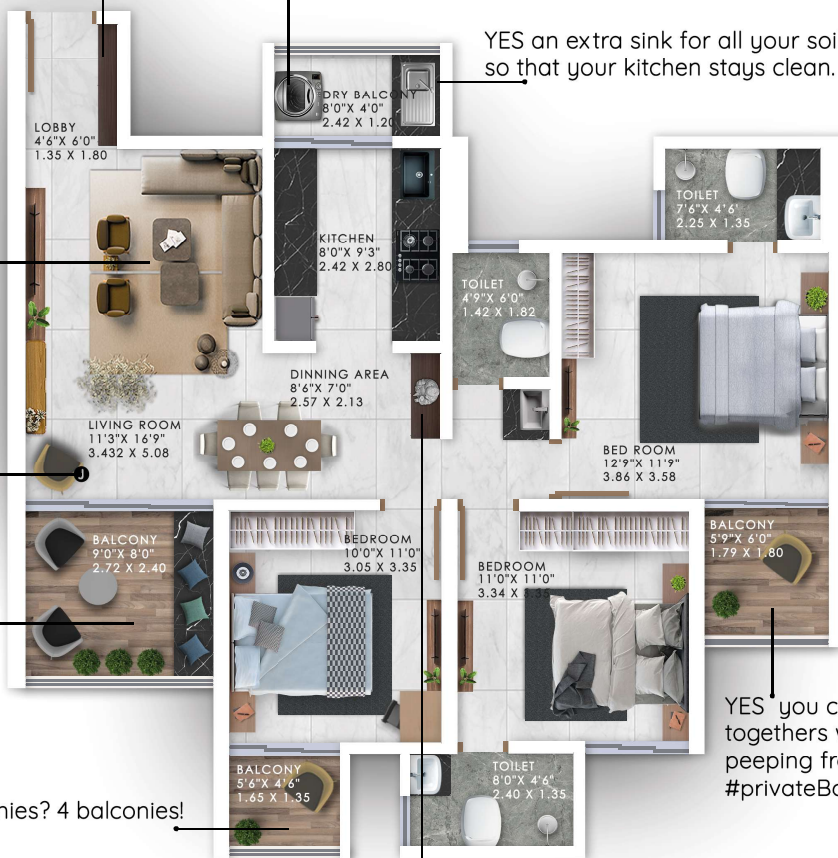 YES an extra sink for all your soi
so that your kitchen stays clean.
DRY BALCONY
8'0"X 4'0"
2.42 X 1.20
LOBBY
4'6"X 6'0"
1.35 X 1.80
TOILET
7'6"X 4'6'
2.25 X 1.35
KITCHEN
8'0"X 9'3"
2.42 X 2.80
TOILET
4'9"X 6'0"
1.42 X 1.82
DINNING AREA
8'6"X 7'0"
2.57 X 2.13
LIVING ROOM
11'3"X 16'9"
3.432 X 5.08
BED ROOM
12'9"X 11'9"
3.86 X 3.58
J
BALCONY
9'0"X 8'0"
2.72 X 2.40
BEDROOM
10'0"X 11'0"
3.05 X 3.35
BEDROOM
11'0"X 11'0"
3.34 X 3.35
BALCONY
5'9"X 6'0"
1.79 X 1.80
YES you c
togethers w
peeping fr
#privateBa
BALCONY
5'6"X 4'6"
1.65 X 1.35
TOILET
8'0"X 4'6"
2.40 X 1.35
nies? 4 balconies!